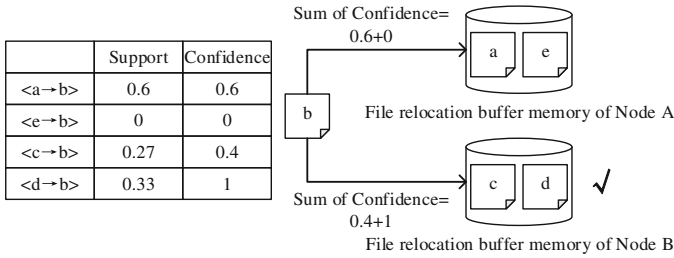 Support Confidence
<a→b> 0.6 0.6
<e→b> 0 0
<c→b> 0.27 0.4
<d→b> 0.33 1
Sum of Confidence=
0.6+0
a e
File relocation buffer memory of Node A
b
c d
Sum of Confidence=
0.4+1
File relocation buffer memory of Node B